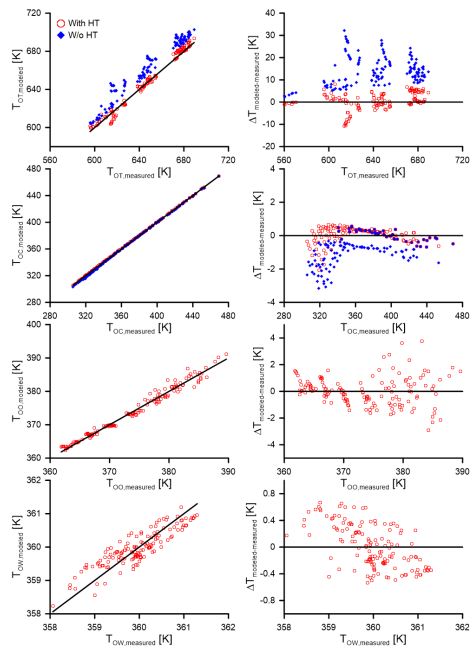 With HT
W/o HT
T_OT,modeled [K]
720
680
640
600
560
560 600 640 680 720
T_OT,measured [K]
ΔT_modeled-measured [K]
40
20
0
-20
560 600 640 680 720
T_OT,measured [K]
T_OC,modeled [K]
480
440
400
360
320
280
280 320 360 400 440 480
T_OC,measured [K]
ΔT_modeled-measured [K]
4
2
0
-2
-4
280 320 360 400 440 480
T_OC,measured [K]
T_OO,modeled [K]
400
390
380
370
360
360 370 380 390
T_OO,measured [K]
ΔT_modeled-measured [K]
4
2
0
-2
-4
360 370 380 390
T_OO,measured [K]
T_OW,modeled [K]
361
360
359
358
358 359 360 361 362
T_OW,measured [K]
ΔT_modeled-measured [K]
0.8
0.4
0
-0.4
-0.8
358 359 360 361 362
T_OW,measured [K]